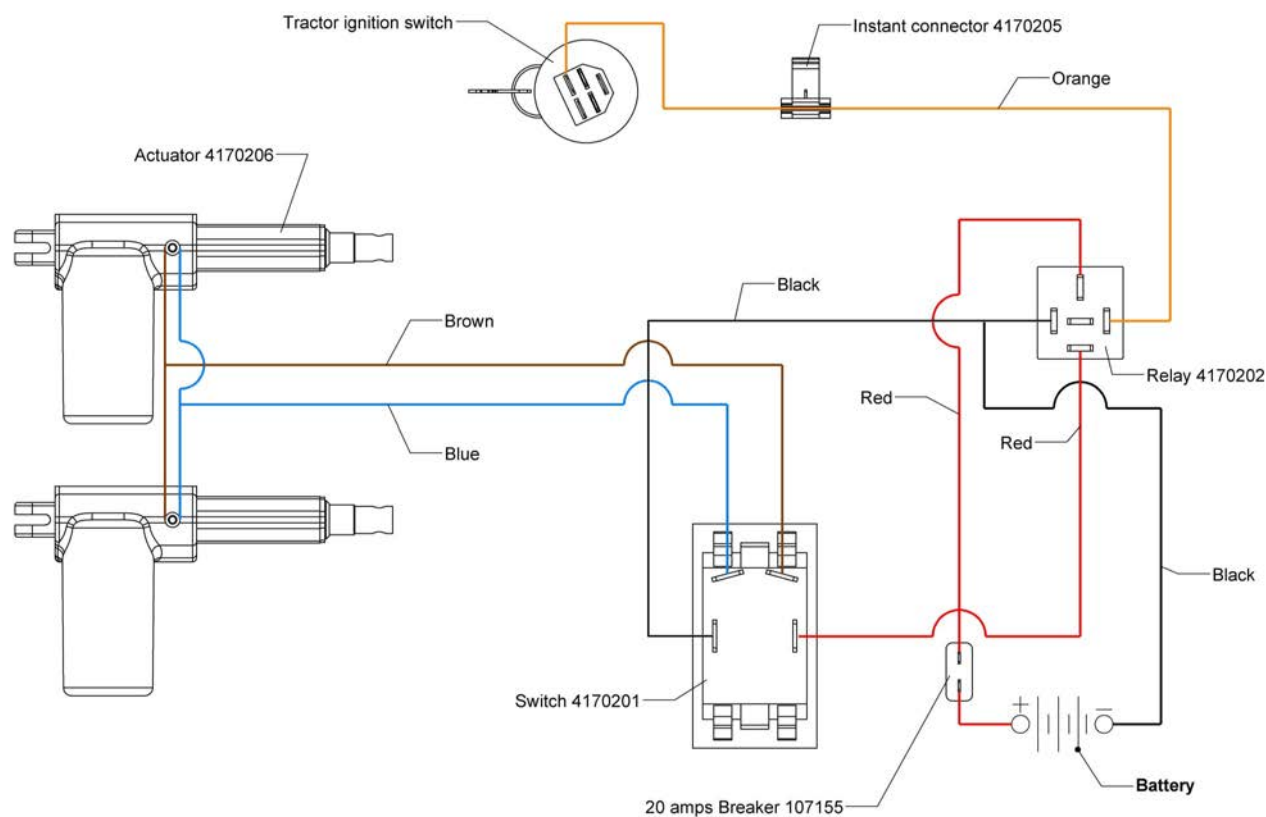 Tractor ignition switch
Instant connector 4170205
Orange
Actuator 4170206
Black
Brown
Relay 4170202
Red
Red
Blue
Black
Switch 4170201
+
–
Battery
20 amps Breaker 107155